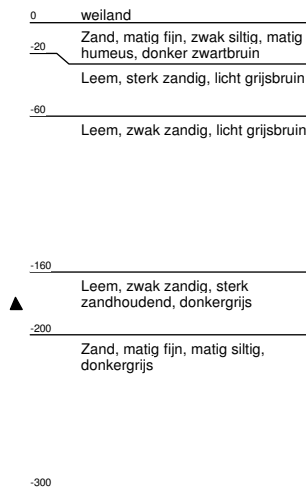 0 weiland
Zand, matig fijn, zwak siltig, matig
humeus, donker zwartbruin
-20
Leem, sterk zandig, licht grijsbruin
-60
Leem, zwak zandig, licht grijsbruin
-160
Leem, zwak zandig, sterk
zandhoudend, donkergrijs
-200
Zand, matig fijn, matig siltig,
donkergrijs
-300